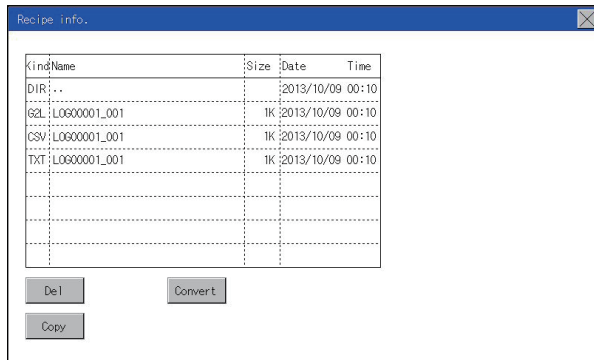 Recipe info.
Kind Name Size Date Time
DIR .. 2013/10/09 00:10
G2L LOG00001_001 1K 2013/10/09 00:10
CSV LOG00001_001 1K 2013/10/09 00:10
TXT LOG00001_001 1K 2013/10/09 00:10
Del Convert
Copy